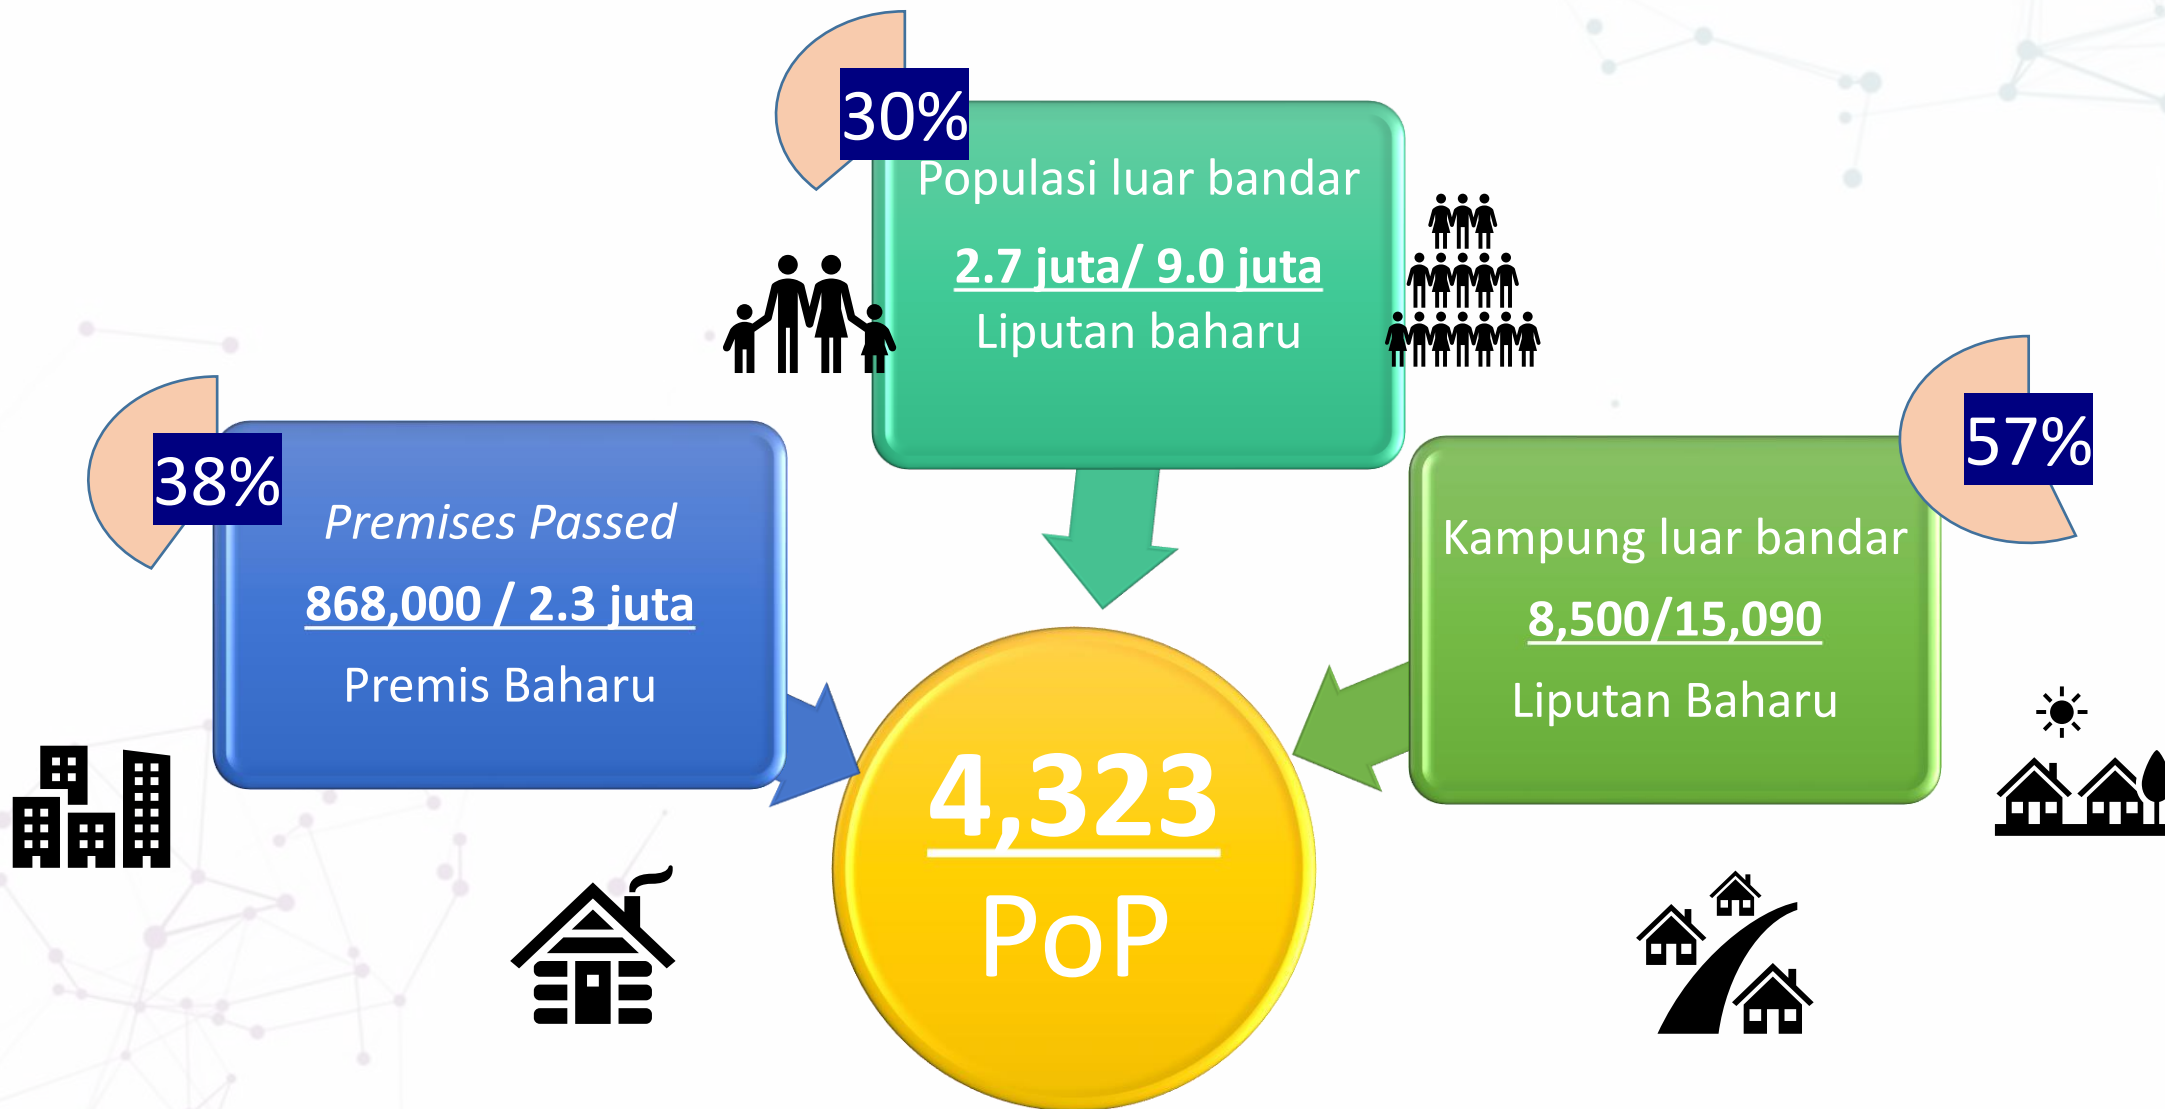 30%
Populasi luar bandar
2.7 juta/ 9.0 juta
Liputan baharu
38%
Premises Passed
868,000 / 2.3 juta
Premis Baharu
57%
Kampung luar bandar
8,500/15,090
Liputan Baharu
4,323
PoP